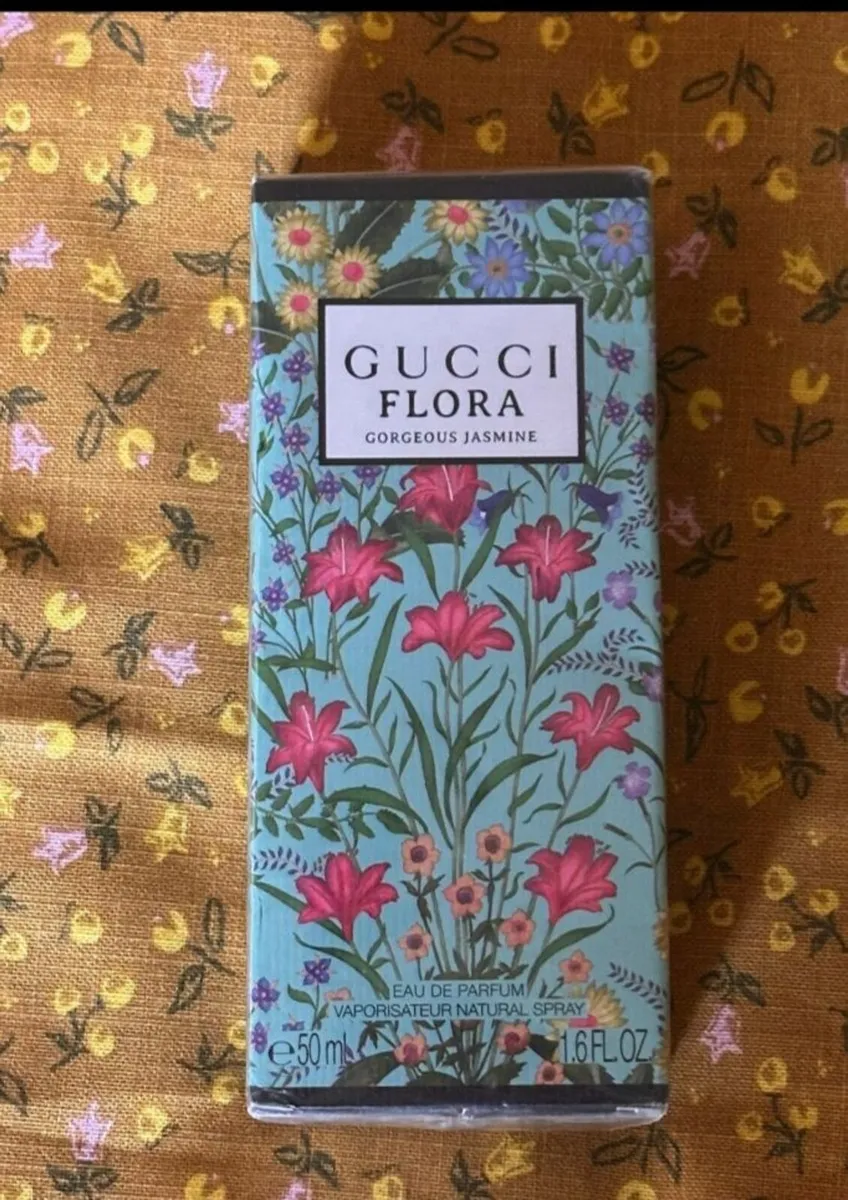 GUCCI
FLORA
GORGEOUS JASMINE
EAU DE PARFUM
VAPORISATEUR NATURAL SPRAY
℮50 ml
1.6 FL.OZ.